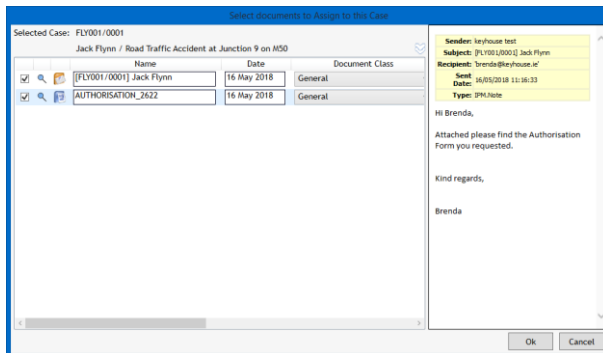 Select documents to Assign to this Case
Selected Case: FLY001/0001
Jack Flynn / Road Traffic Accident at Junction 9 on M50
Name Date Document Class
[FLY001/0001] Jack Flynn 16 May 2018 General
AUTHORISATION_2622 16 May 2018 General
Sender: keyhouse test
Subject: [FLY001/0001] Jack Flynn
Recipient: 'brenda@keyhouse.ie'
Sent Date: 16/05/2018 11:16:33
Type: IPM.Note
Hi Brenda,
Attached please find the Authorisation
Form you requested.
Kind regards,
Brenda
Ok Cancel